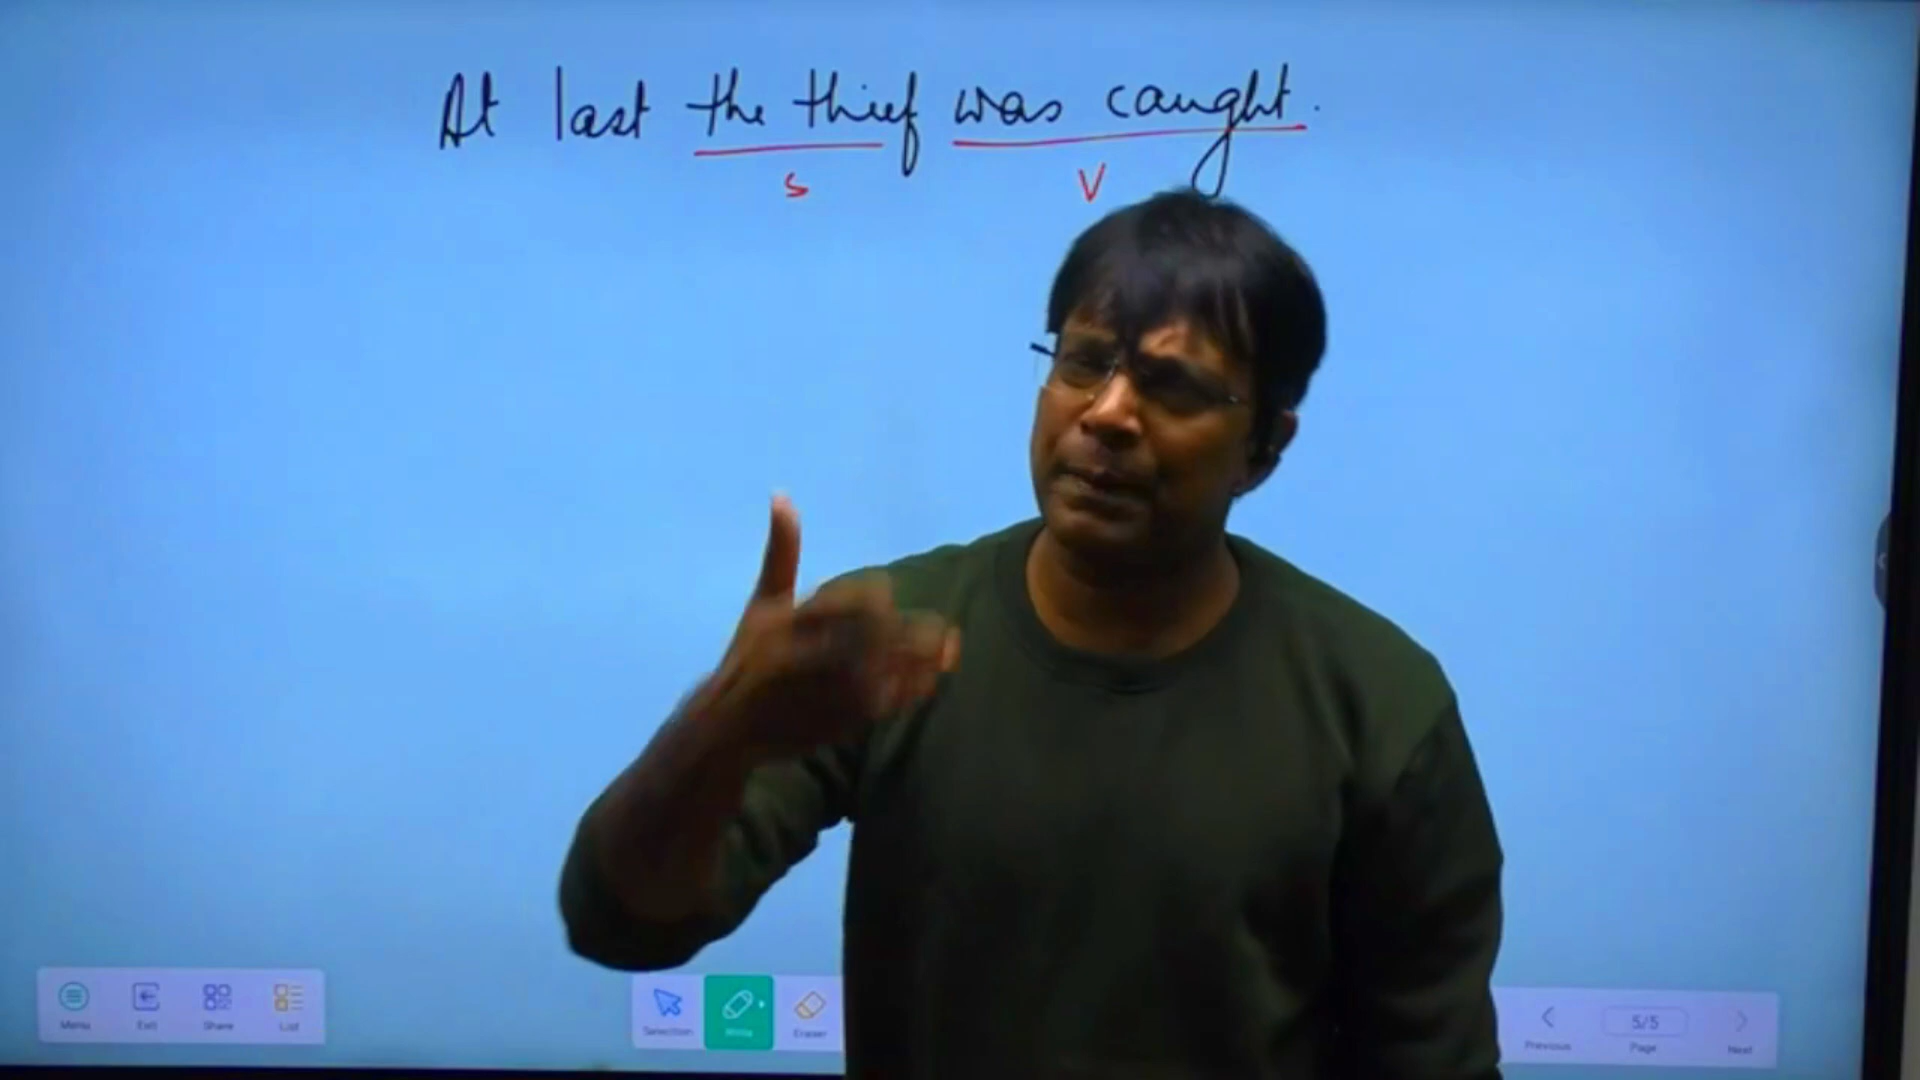 At last the thief was caught.
s V
Menu Exit Share List Selection Write Eraser Previous 5/5 Page Next